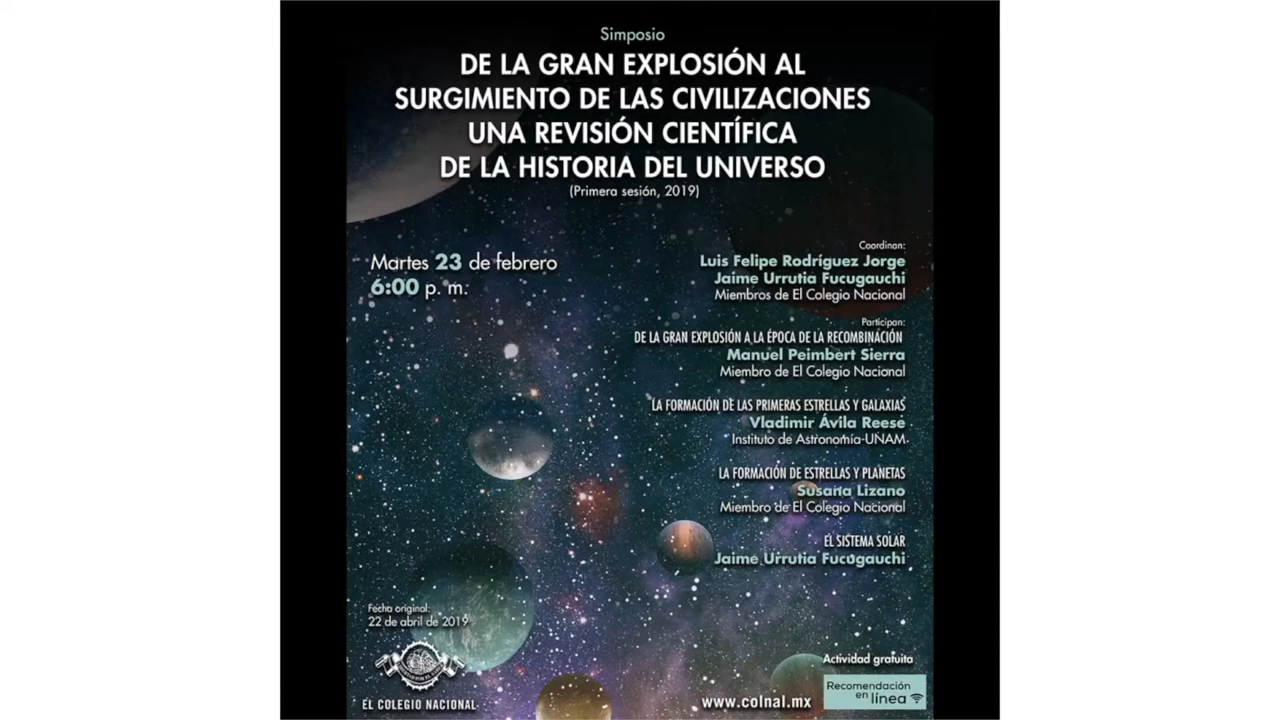 Simposio
DE LA GRAN EXPLOSIÓN AL
SURGIMIENTO DE LAS CIVILIZACIONES
UNA REVISIÓN CIENTÍFICA
DE LA HISTORIA DEL UNIVERSO
(Primera sesión, 2019)
Martes 23 de febrero
6:00 p. m.
Coordinan:
Luis Felipe Rodríguez Jorge
Jaime Urrutia Fucugauchi
Miembros de El Colegio Nacional
Participan:
DE LA GRAN EXPLOSIÓN A LA ÉPOCA DE LA RECOMBINACIÓN
Manuel Peimbert Sierra
Miembro de El Colegio Nacional
LA FORMACIÓN DE LAS PRIMERAS ESTRELLAS Y GALAXIAS
Vladimir Ávila Reese
Instituto de Astronomía-UNAM
LA FORMACIÓN DE ESTRELLAS Y PLANETAS
Susana Lizano
Miembro de El Colegio Nacional
EL SISTEMA SOLAR
Jaime Urrutia Fucugauchi
Fecha original:
22 de abril de 2019
EL COLEGIO NACIONAL
www.colnal.mx
Actividad gratuita
Recomendación
en línea